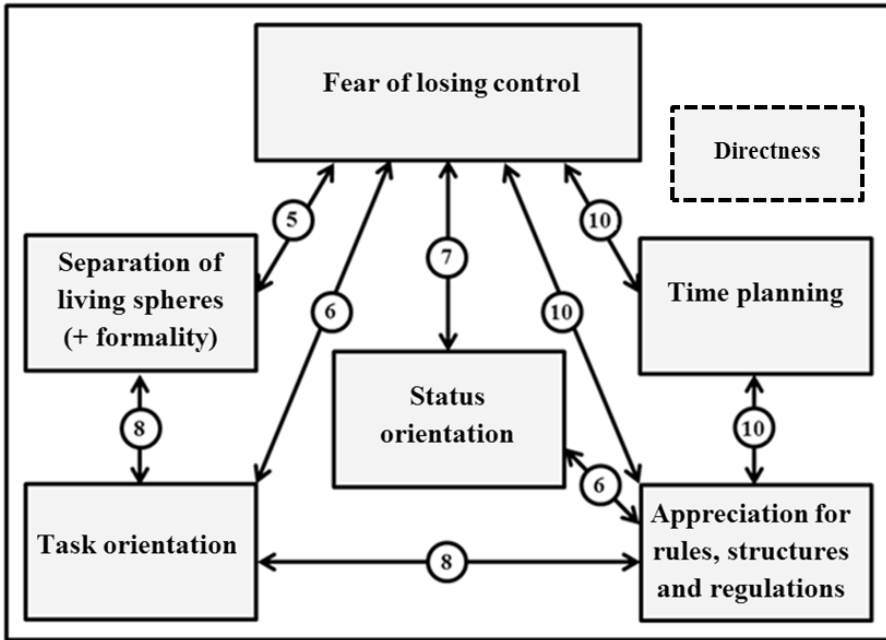 Fear of losing control
Directness
5
10
Separation of
living spheres
(+ formality)
7
Time planning
6
10
Status
orientation
8
10
6
Task orientation
Appreciation for
rules, structures
and regulations
8